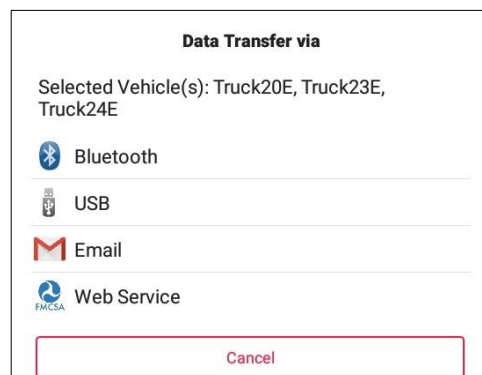 Data Transfer via
Selected Vehicle(s): Truck20E, Truck23E,
Truck24E
Bluetooth
USB
Email
FMCSA
Web Service
Cancel